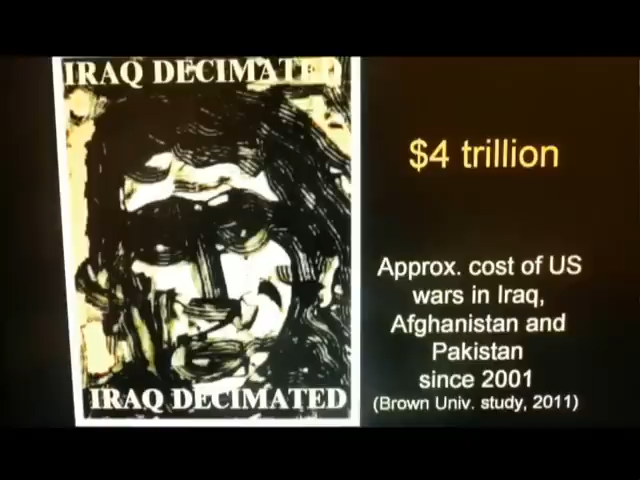 IRAQ DECIMATED
$4 trillion
Approx. cost of US
wars in Iraq,
Afghanistan and
Pakistan
since 2001
(Brown Univ. study, 2011)
IRAQ DECIMATED